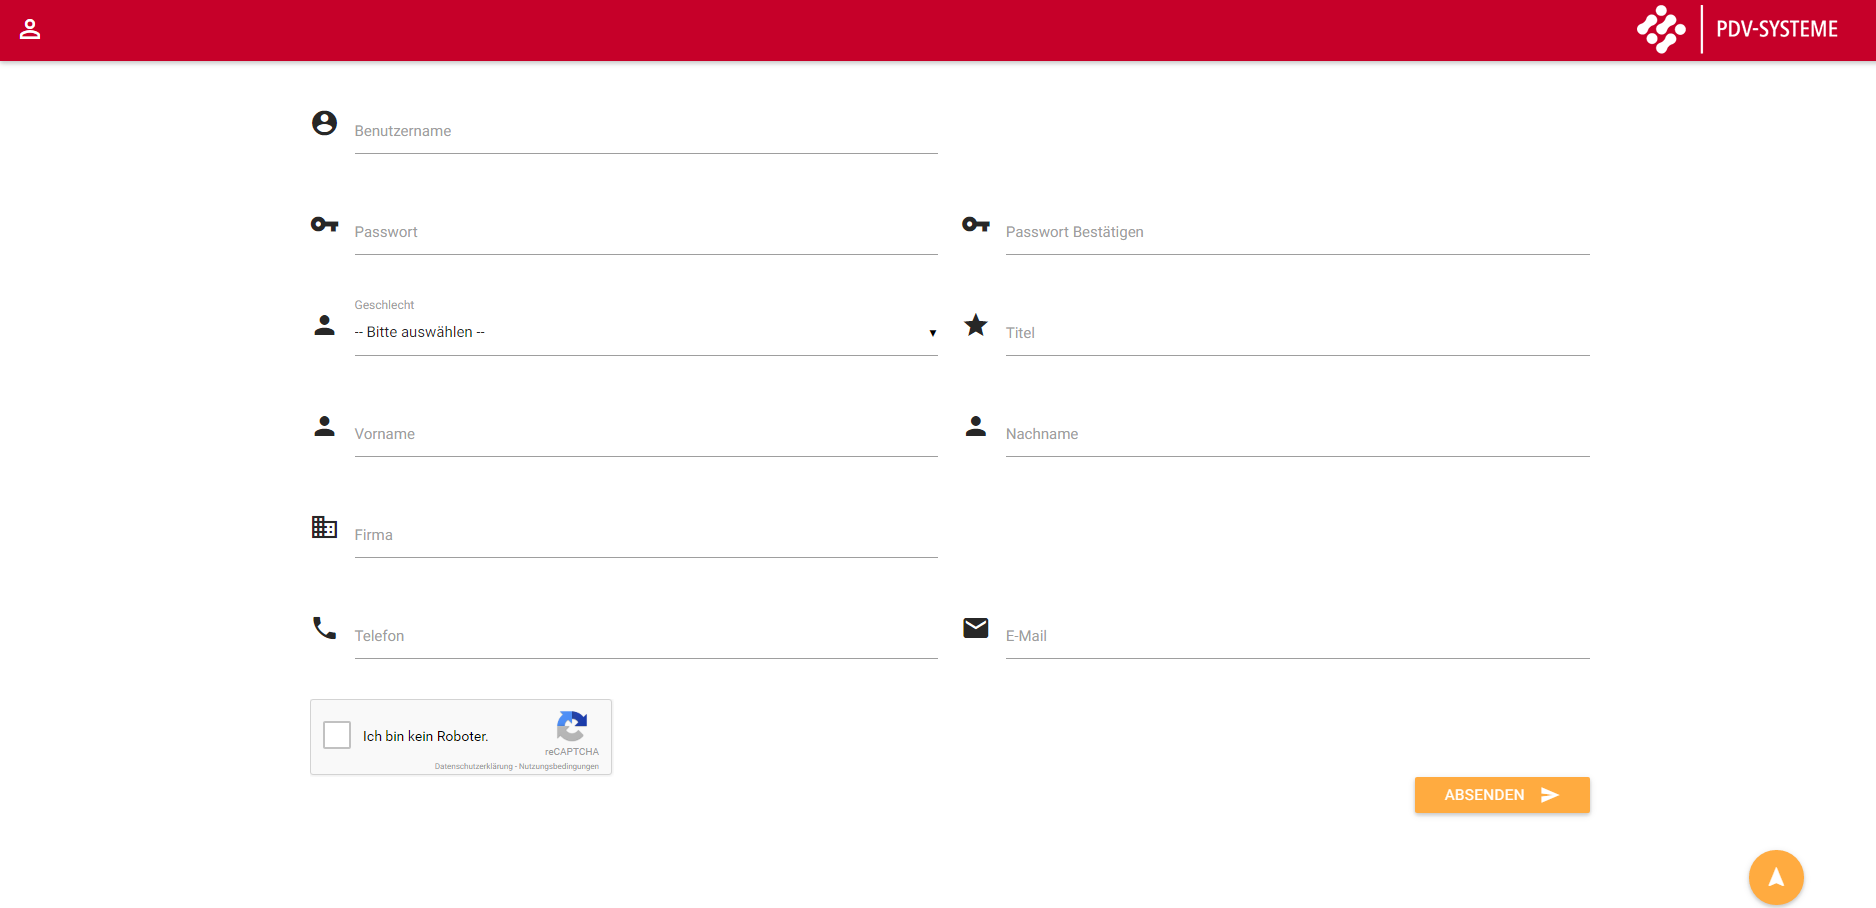 PDV-SYSTEME
Benutzername
Passwort
Passwort Bestätigen
Geschlecht
-- Bitte auswählen --
Titel
Vorname
Nachname
Firma
Telefon
E-Mail
Ich bin kein Roboter.
reCAPTCHA
Datenschutzerklärung - Nutzungsbedingungen
ABSENDEN